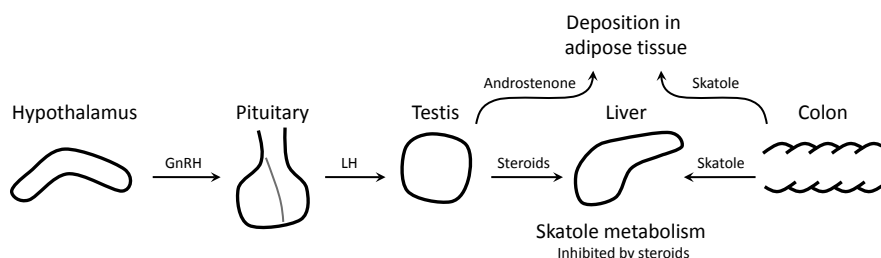 Deposition in
adipose tissue
Androstenone
Skatole
Hypothalamus
Pituitary
Testis
Liver
Colon
GnRH
LH
Steroids
Skatole
Skatole metabolism
Inhibited by steroids